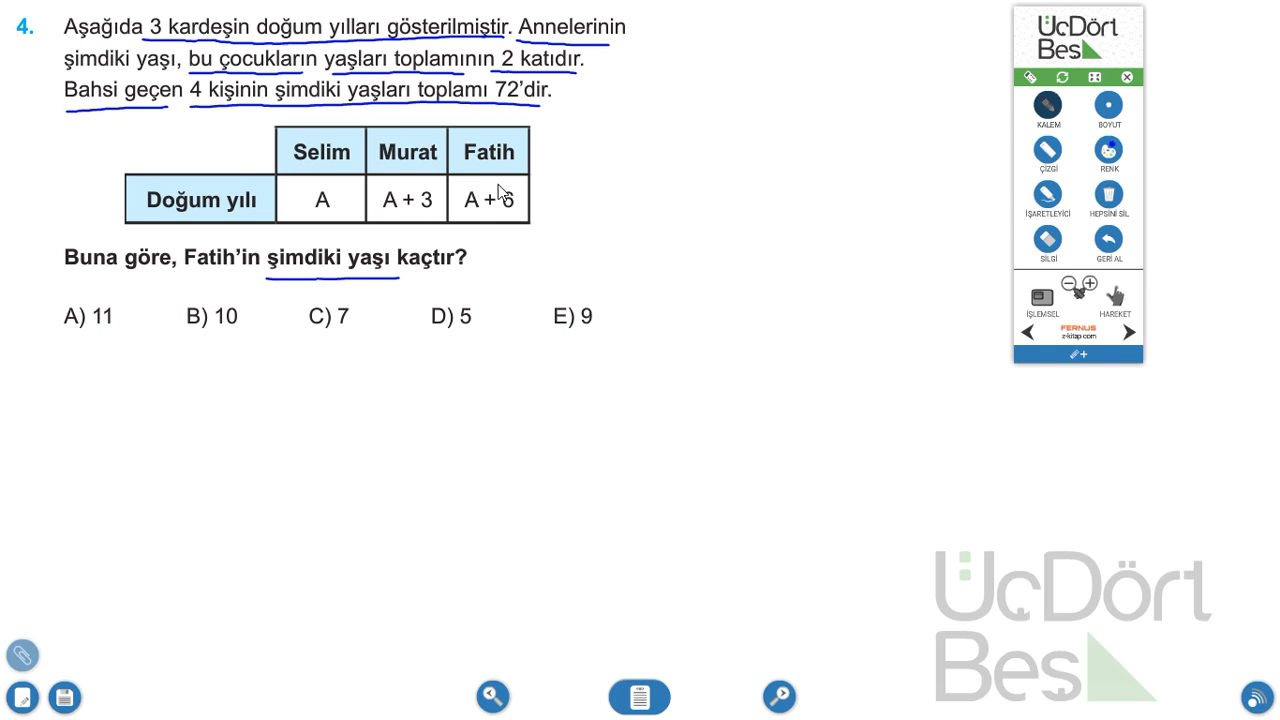 4. Aşağıda 3 kardeşin doğum yılları gösterilmiştir. Annelerinin
şimdiki yaşı, bu çocukların yaşları toplamının 2 katıdır.
Bahsi geçen 4 kişinin şimdiki yaşları toplamı 72'dir.
Selim Murat Fatih
Doğum yılı A A + 3 A + 6
Buna göre, Fatih'in şimdiki yaşı kaçtır?
A) 11 B) 10 C) 7 D) 5 E) 9
ÜçDört
Beş
KALEM BOYUT
ÇİZGİ RENK
İŞARETLEYİCİ HEPSİNİ SİL
SİLGİ GERİ AL
İŞLEMSEL HAREKET
FERNUS
z-kitap.com
ÜçDört
Beş